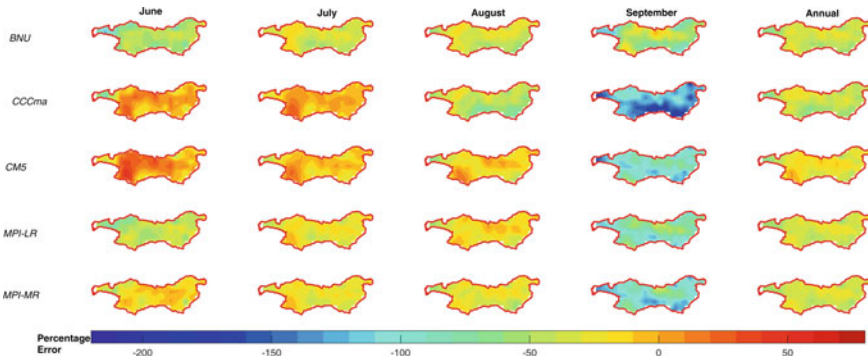 June July August September Annual
BNU
CCCma
CM5
MPI-LR
MPI-MR
Percentage
Error
-200 -150 -100 -50 0 50